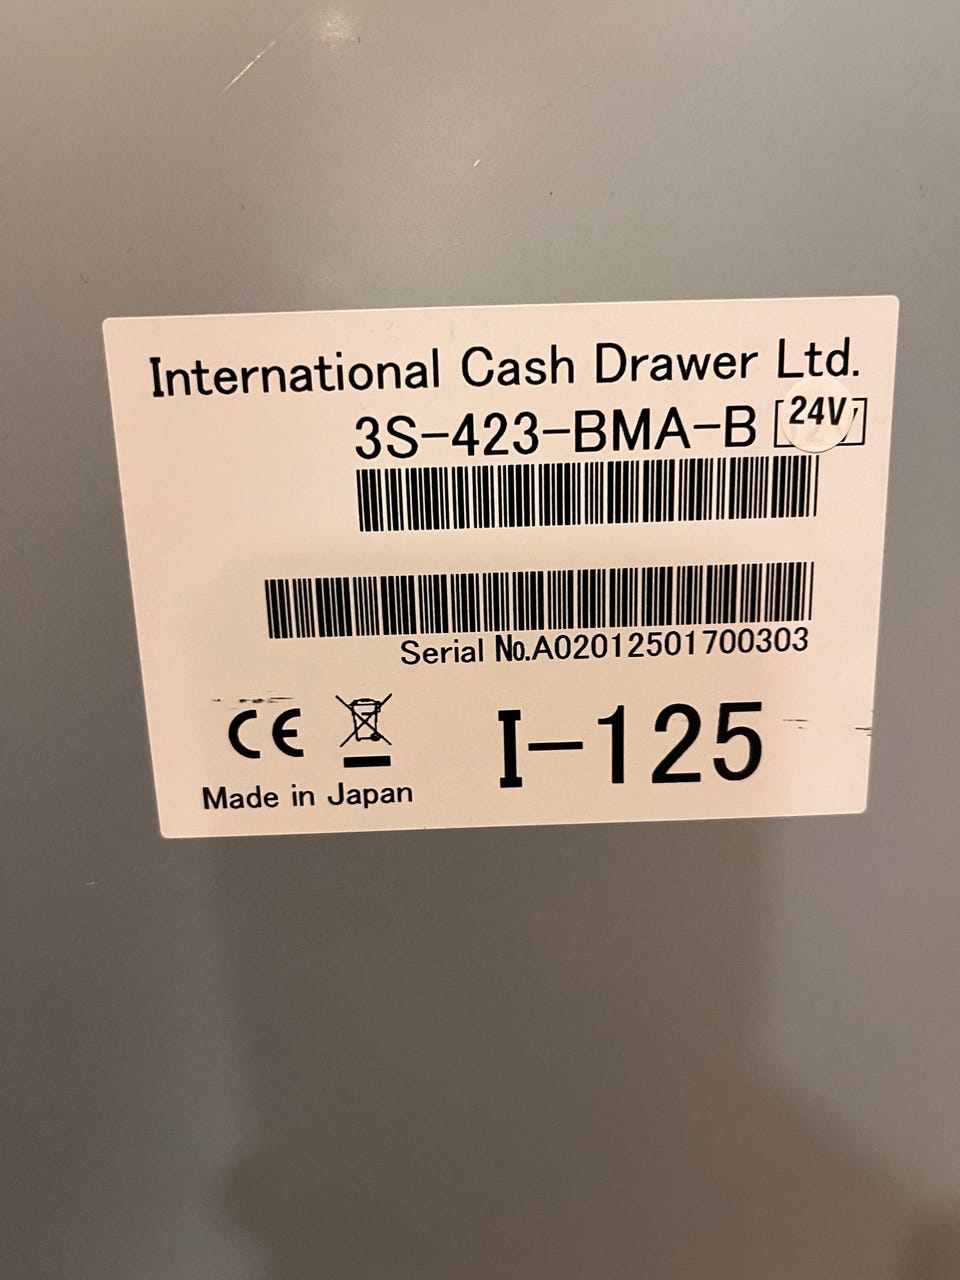 International Cash Drawer Ltd.
3S-423-BMA-B 24V
Serial No.A02012501700303
CE
I-125
Made in Japan